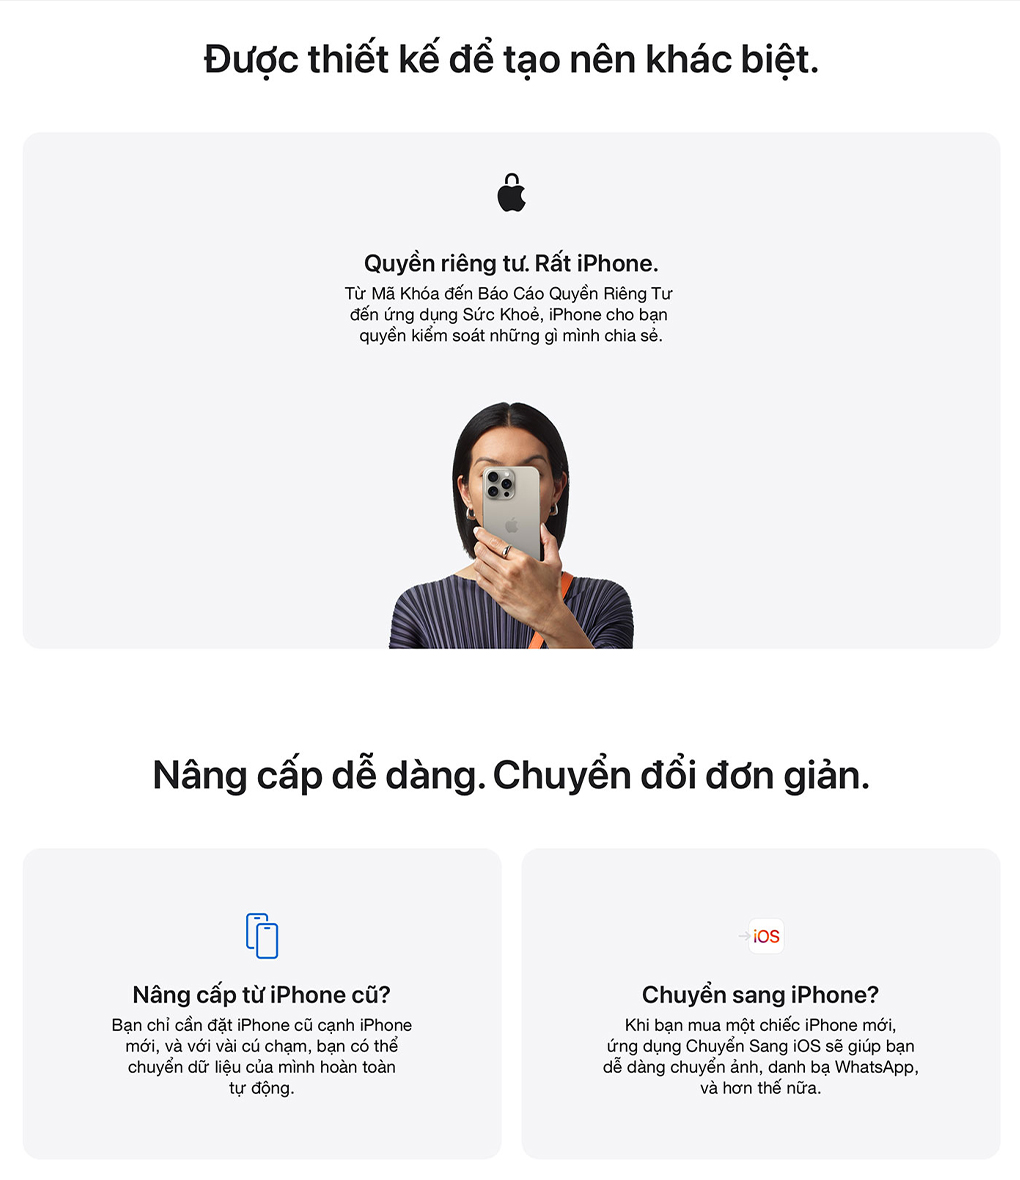 Được thiết kế để tạo nên khác biệt.
Quyền riêng tư. Rất iPhone.
Từ Mã Khóa đến Báo Cáo Quyền Riêng Tư
đến ứng dụng Sức Khoẻ, iPhone cho bạn
quyền kiểm soát những gì mình chia sẻ.
Nâng cấp dễ dàng. Chuyển đổi đơn giản.
Nâng cấp từ iPhone cũ?
Bạn chỉ cần đặt iPhone cũ cạnh iPhone
mới, và với vài cú chạm, bạn có thể
chuyển dữ liệu của mình hoàn toàn
tự động.
iOS
Chuyển sang iPhone?
Khi bạn mua một chiếc iPhone mới,
ứng dụng Chuyển Sang iOS sẽ giúp bạn
dễ dàng chuyển ảnh, danh bạ WhatsApp,
và hơn thế nữa.